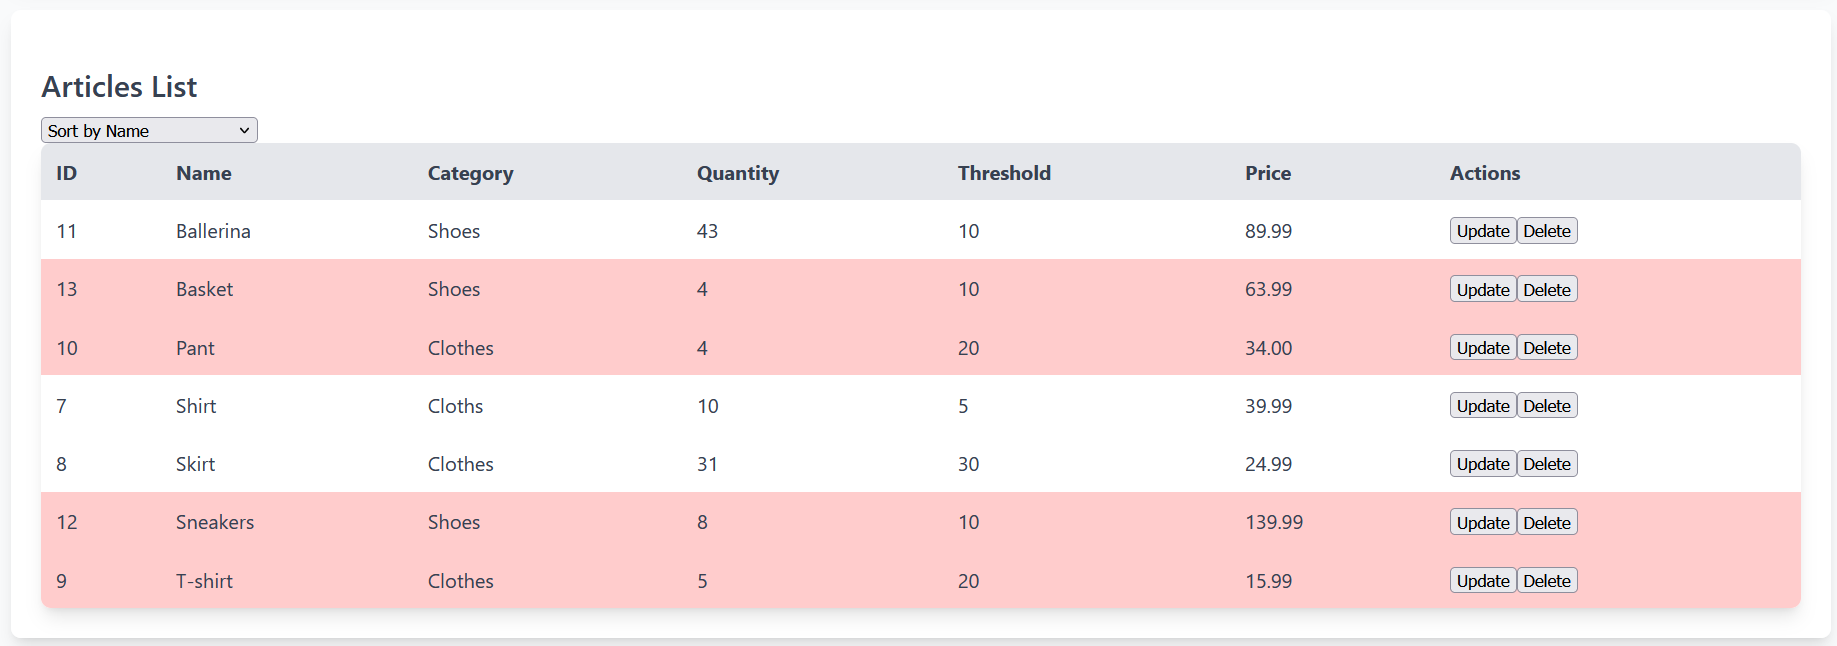 Articles List
Sort by Name
ID Name Category Quantity Threshold Price Actions
11 Ballerina Shoes 43 10 89.99 Update Delete
13 Basket Shoes 4 10 63.99 Update Delete
10 Pant Clothes 4 20 34.00 Update Delete
7 Shirt Cloths 10 5 39.99 Update Delete
8 Skirt Clothes 31 30 24.99 Update Delete
12 Sneakers Shoes 8 10 139.99 Update Delete
9 T-shirt Clothes 5 20 15.99 Update Delete